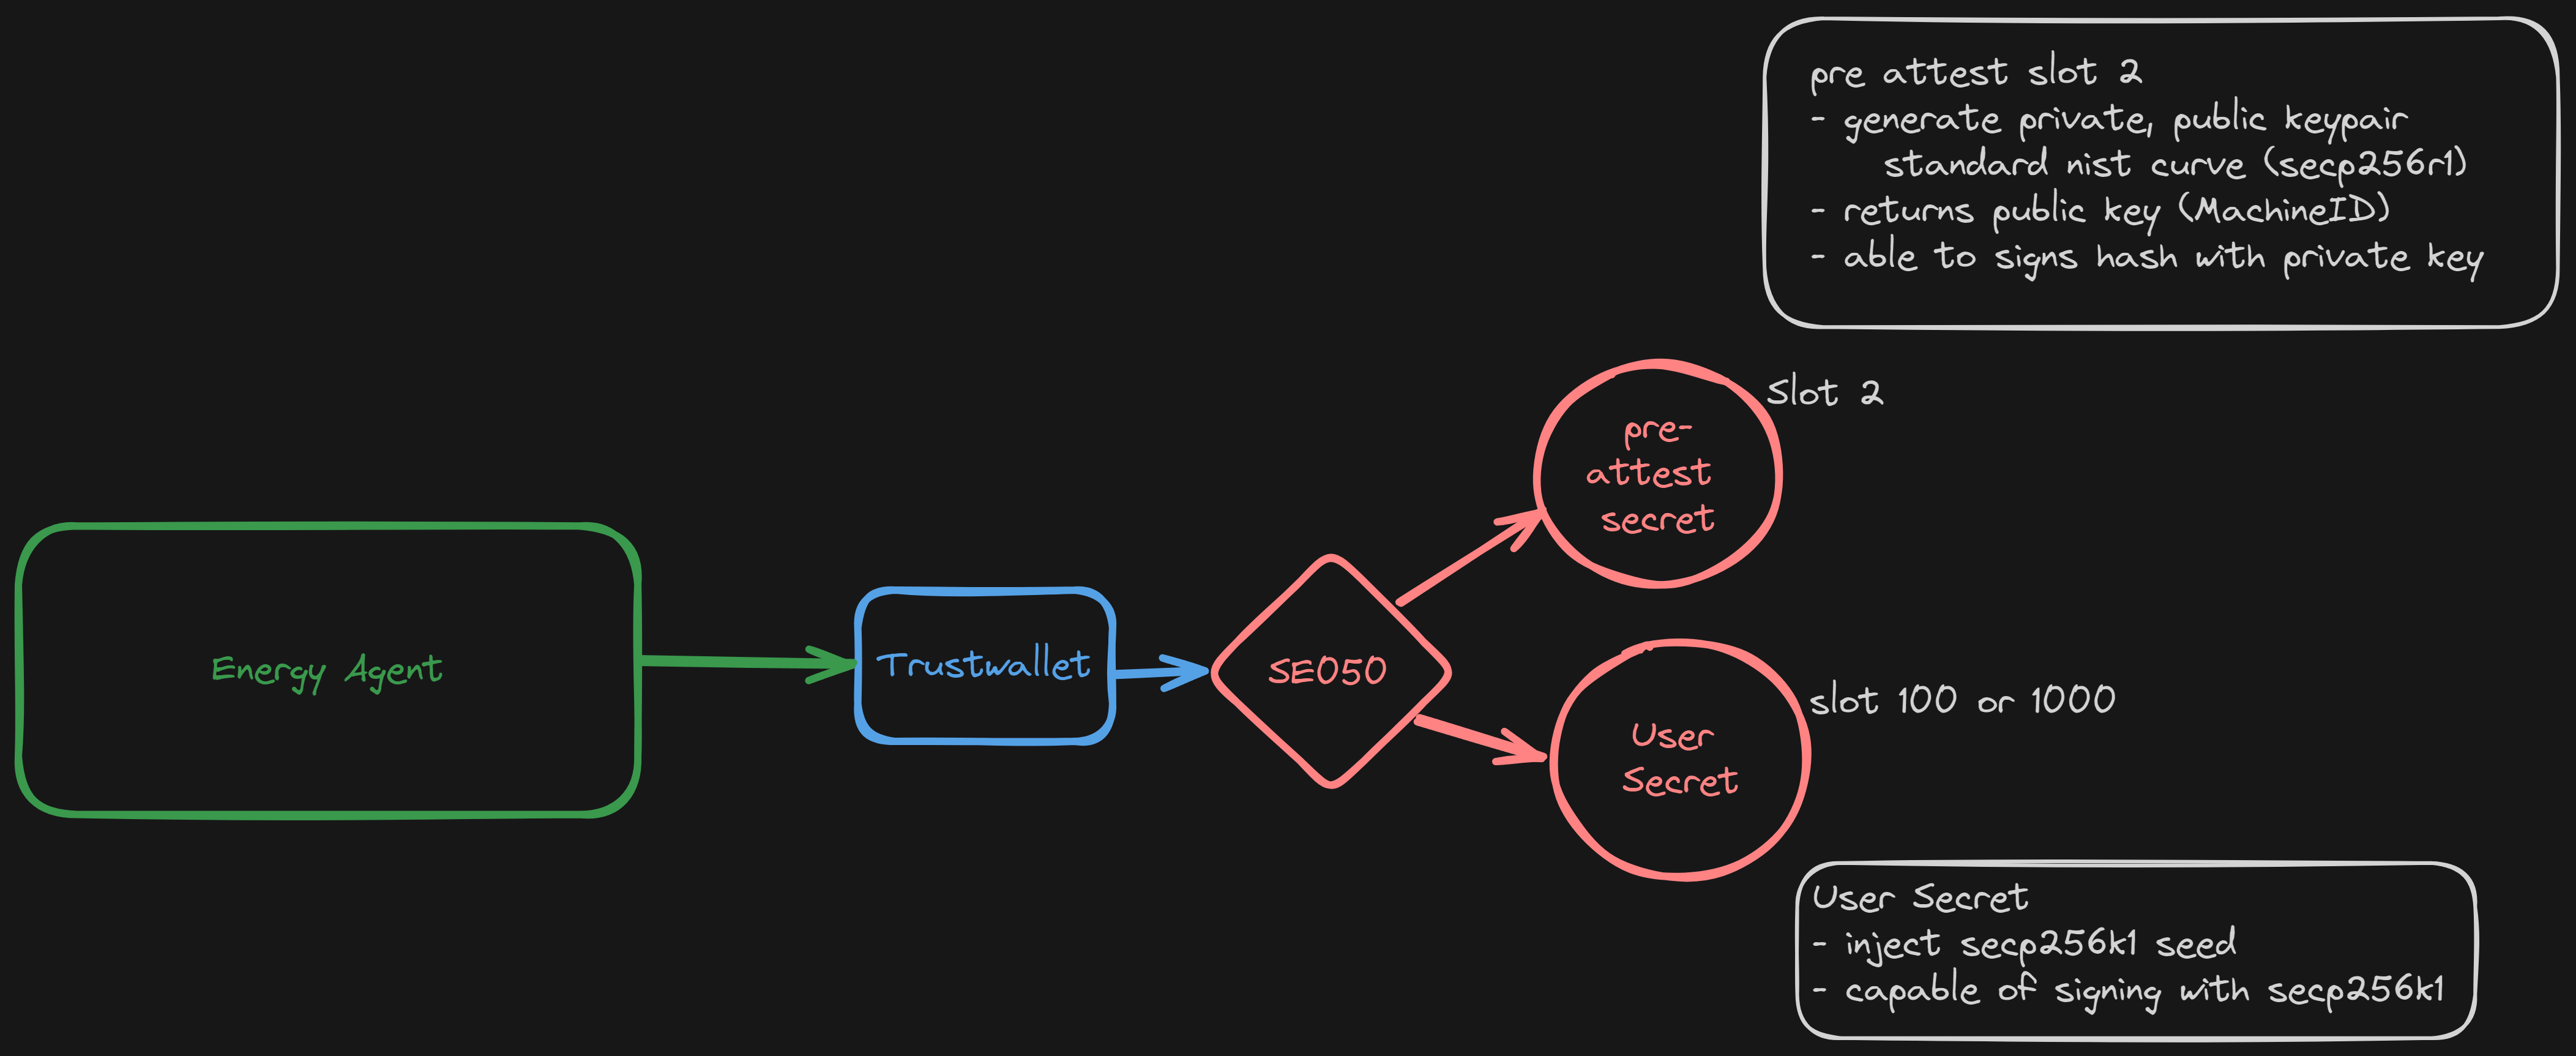 pre attest slot 2
- generate private, public keypair
standard nist curve (secp256r1)
- returns public key (MachineID)
- able to signs hash with private key
Slot 2
pre-
attest
secret
Energy Agent
Trustwallet
SE050
slot 100 or 1000
User
Secret
User Secret
- inject secp256k1 seed
- capable of signing with secp256k1